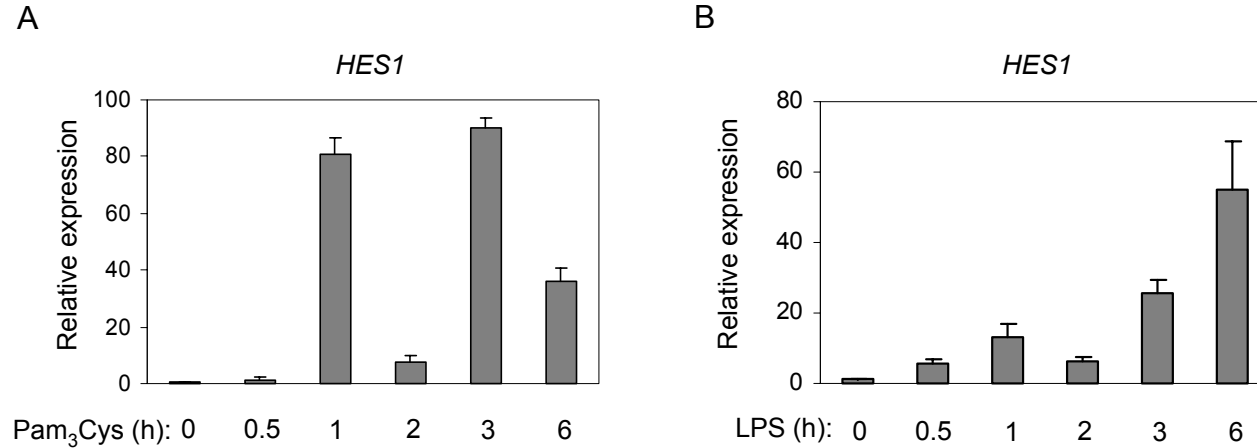 A
HES1
Relative expression
100
80
60
40
20
0
Pam₃Cys (h): 0 0.5 1 2 3 6
B
HES1
Relative expression
80
60
40
20
0
LPS (h): 0 0.5 1 2 3 6